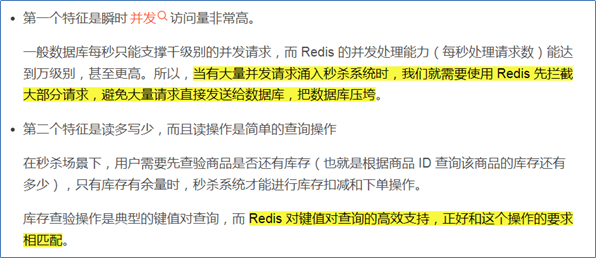 第一个特征是瞬时 并发 访问量非常高。
一般数据库每秒只能支撑千级别的并发请求，而 Redis 的并发处理能力（每秒处理请求数）能达
到万级别，甚至更高。所以，当有大量并发请求涌入秒杀系统时，我们就需要使用 Redis 先拦截
大部分请求，避免大量请求直接发送给数据库，把数据库压垮。
第二个特征是读多写少，而且读操作是简单的查询操作
在秒杀场景下，用户需要先查验商品是否还有库存（也就是根据商品 ID 查询该商品的库存还有
多少），只有库存有余量时，秒杀系统才能进行库存扣减和下单操作。
库存查验操作是典型的键值对查询，而 Redis 对键值对查询的高效支持，正好和这个操作的要求
相匹配。